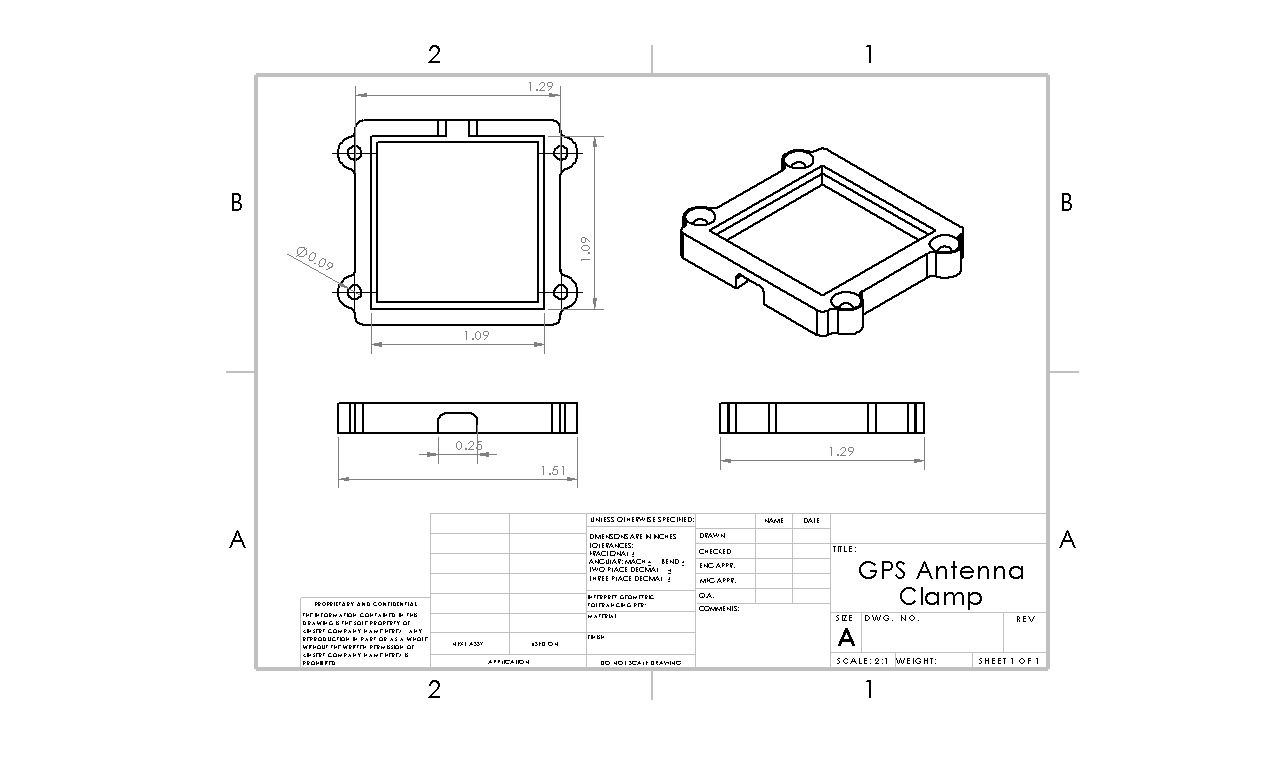 2 1
1.29
B B
1.09
Ø0.09
1.09
0.25
1.51
1.29
A A
UNLESS OTHERWISE SPECIFIED:
DIMENSIONS ARE IN INCHES
TOLERANCES:
FRACTIONAL ±
ANGULAR: MACH ± BEND ±
TWO PLACE DECIMAL ±
THREE PLACE DECIMAL ±
INTERPRET GEOMETRIC
TOLERANCING PER:
MATERIAL
FINISH
DO NOT SCALE DRAWING
NAME DATE
DRAWN
CHECKED
ENG APPR.
MFG APPR.
Q.A.
COMMENTS:
TITLE:
GPS Antenna
Clamp
SIZE DWG. NO. REV
A
SCALE: 2:1 WEIGHT: SHEET 1 OF 1
PROPRIETARY AND CONFIDENTIAL
THE INFORMATION CONTAINED IN THIS
DRAWING IS THE SOLE PROPERTY OF
<INSERT COMPANY NAME HERE>. ANY
REPRODUCTION IN PART OR AS A WHOLE
WITHOUT THE WRITTEN PERMISSION OF
<INSERT COMPANY NAME HERE> IS
PROHIBITED.
NEXT ASSY USED ON
APPLICATION
2 1